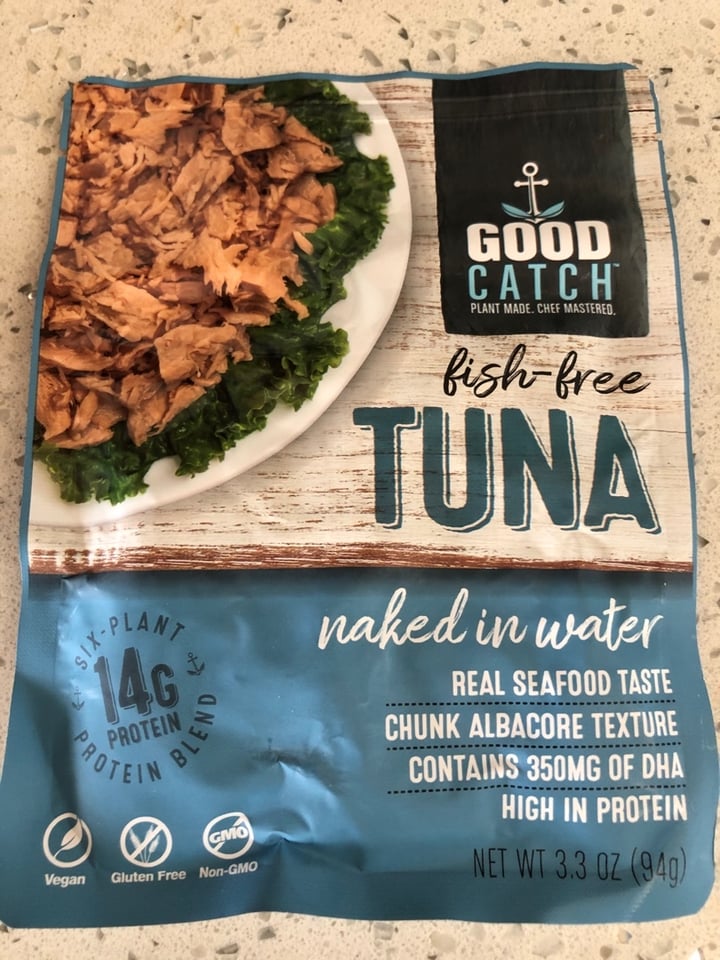 GOOD
CATCH™
PLANT MADE. CHEF MASTERED.
fish-free
TUNA
naked in water
REAL SEAFOOD TASTE
CHUNK ALBACORE TEXTURE
CONTAINS 350MG OF DHA
HIGH IN PROTEIN
SIX-PLANT
14G
PROTEIN
PROTEIN BLEND
GMO
Vegan
Gluten Free
Non-GMO
NET WT 3.3 OZ (94g)